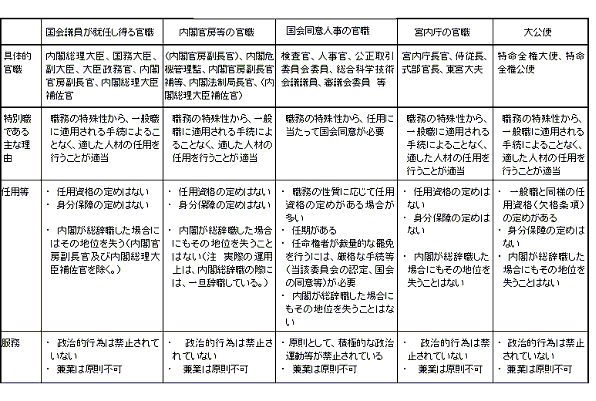 国会議員が就任し得る官職
内閣官房等の官職
国会同意人事の官職
宮内庁の官職
大公使
具体的
官職
内閣総理大臣、国務大臣、
副大臣、大臣政務官、内閣
官房副長官、内閣総理大臣
補佐官
(内閣官房副長官)、内閣危
機管理監、内閣官房副長官
補等、内閣法制局長官、(内
閣総理大臣補佐官)
検査官、人事官、公正取引
委員会委員、総合科学技術
会議議員、審議会委員 等
宮内庁長官、侍従長、
式部官長、東宮大夫
特命全権大使、特命
全権公使
特別職
である
主な理
由
職務の特殊性から、一般職
に適用される手続によるこ
となく、適した人材の任用を
行うことが適当
職務の特殊性から、一般
職に適用される手続によ
ることなく、適した人材の任
用を行うことが適当
職務の特殊性から、任用に
当たって国会同意が必要
職務の特殊性から、
一般職に適用される
手続によることなく、
適した人材の任用を
行うことが適当
職務の特殊性から、
一般職に適用される
手続によることなく、
適した人材の任用を
行うことが適当
任用等
・ 任用資格の定めはない
・ 身分保障の定めはない
・ 内閣が総辞職した場合に
はその地位を失う(内閣官
房副長官及び内閣総理大
臣補佐官を除く。)
・ 任用資格の定めはない
・ 身分保障の定めはない
・ 内閣が総辞職した場合
にもその地位を失うことは
ない(注 実際の運用
上は、内閣総辞職の際に
は、一旦辞職している。)
・ 職務の性質に応じて任用
資格の定めがある場合が
多い
・ 任期がある
・ 任命権者が裁量的な罷免
を行うには、厳格な手続等
(当該委員会の認定、国会
の同意等)が必要
・ 内閣が総辞職した場合に
もその地位を失うことはな
い
・ 任用資格の定めはな
い
・ 身分保障の定めはな
い
・ 内閣が総辞職した場
合にもその地位を失
うことはない
・ 一般職と同様の任
用資格(欠格条項)
の定めがある
・ 身分保障の定めは
ない
・ 内閣が総辞職した
場合にもその地位を
失うことはない
服務
・ 政治的行為は禁止されて
いない
・ 兼業は原則不可
・ 政治的行為は禁止さ
れていない
・ 兼業は原則不可
・原則として、積極的な政治
運動等が禁止されている
・ 兼業は原則不可
・ 政治的行為は禁
止されていない
・ 兼業は原則不可
・ 政治的行為は禁
止されていない
・ 兼業は原則不可